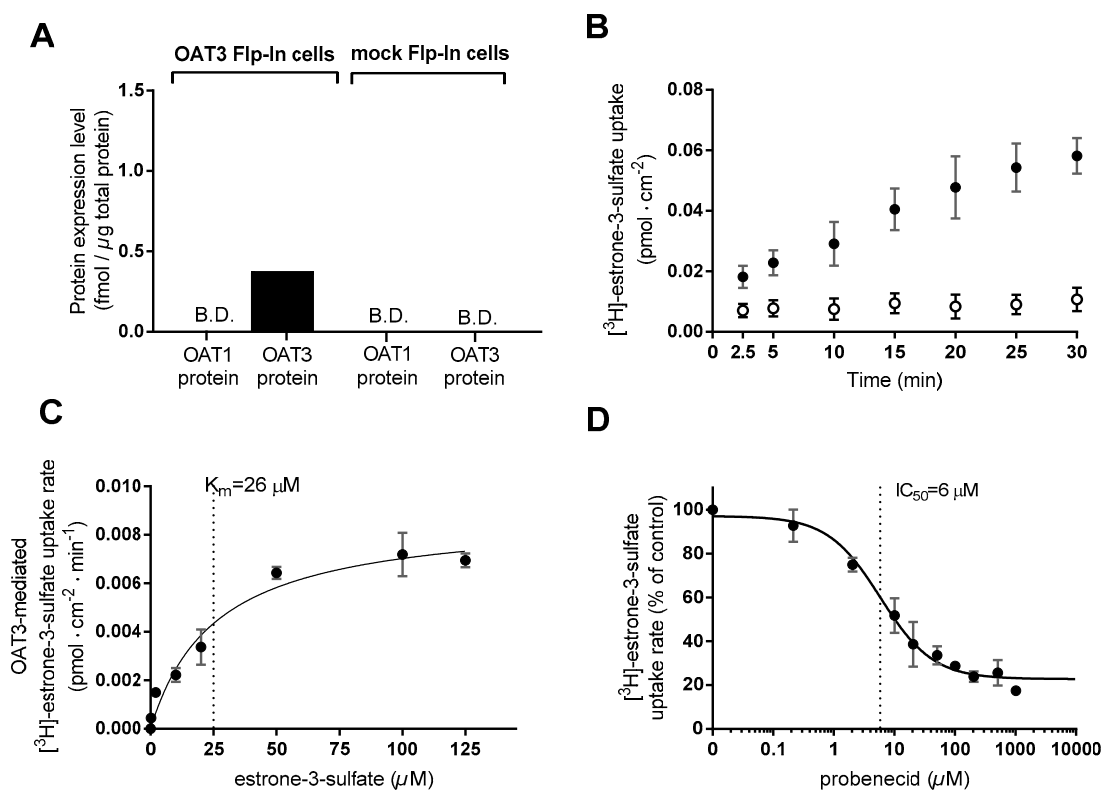 A
OAT3 Flp-In cells
mock Flp-In cells
Protein expression level
(fmol / µg total protein)
1.5
1.0
0.5
0.0
B.D.
B.D.
B.D.
OAT1
protein
OAT3
protein
OAT1
protein
OAT3
protein
B
[³H]-estrone-3-sulfate uptake
(pmol · cm⁻²)
0.08
0.06
0.04
0.02
0.00
0 2.5 5 10 15 20 25 30
Time (min)
C
OAT3-mediated
[³H]-estrone-3-sulfate uptake rate
(pmol · cm⁻² · min⁻¹)
Kₘ=26 µM
0.010
0.008
0.006
0.004
0.002
0.000
0 25 50 75 100 125
estrone-3-sulfate (µM)
D
[³H]-estrone-3-sulfate
uptake rate (% of control)
IC₅₀=6 µM
100
80
60
40
20
0
0 0.1 1 10 100 1000 10000
probenecid (µM)